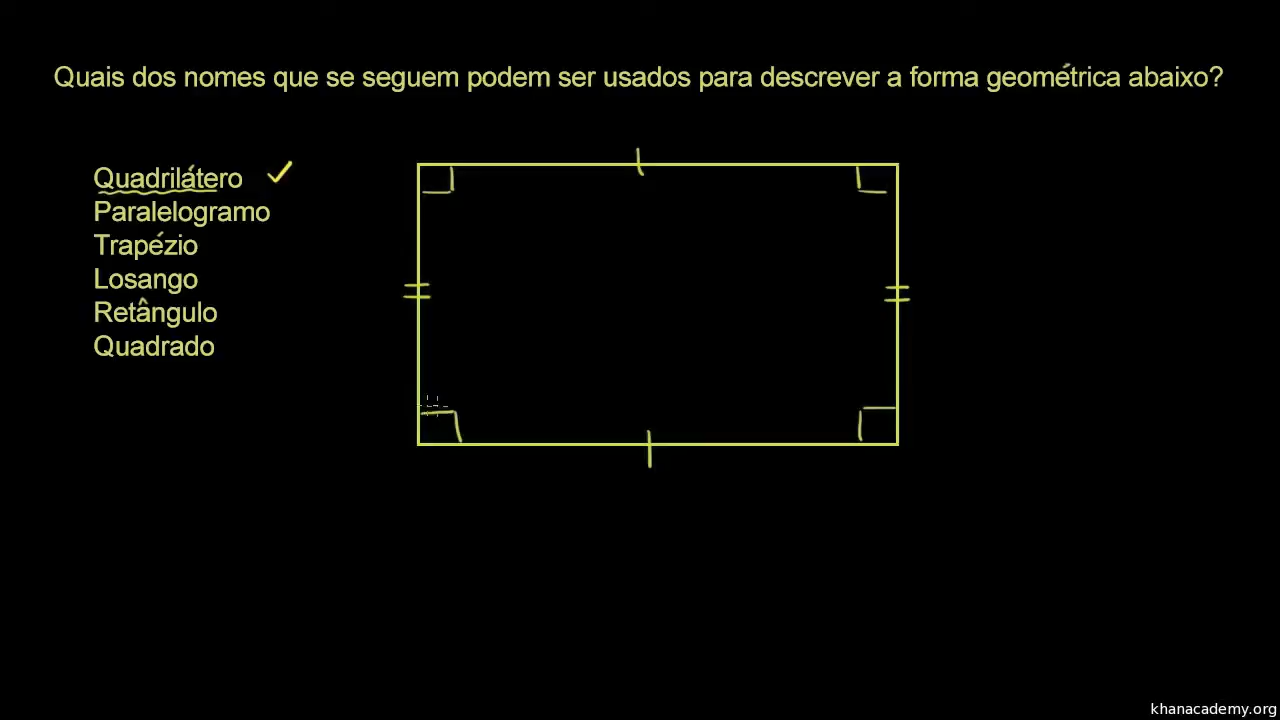 Quais dos nomes que se seguem podem ser usados para descrever a forma geométrica abaixo?
Quadrilátero
Paralelogramo
Trapézio
Losango
Retângulo
Quadrado
khanacademy.org